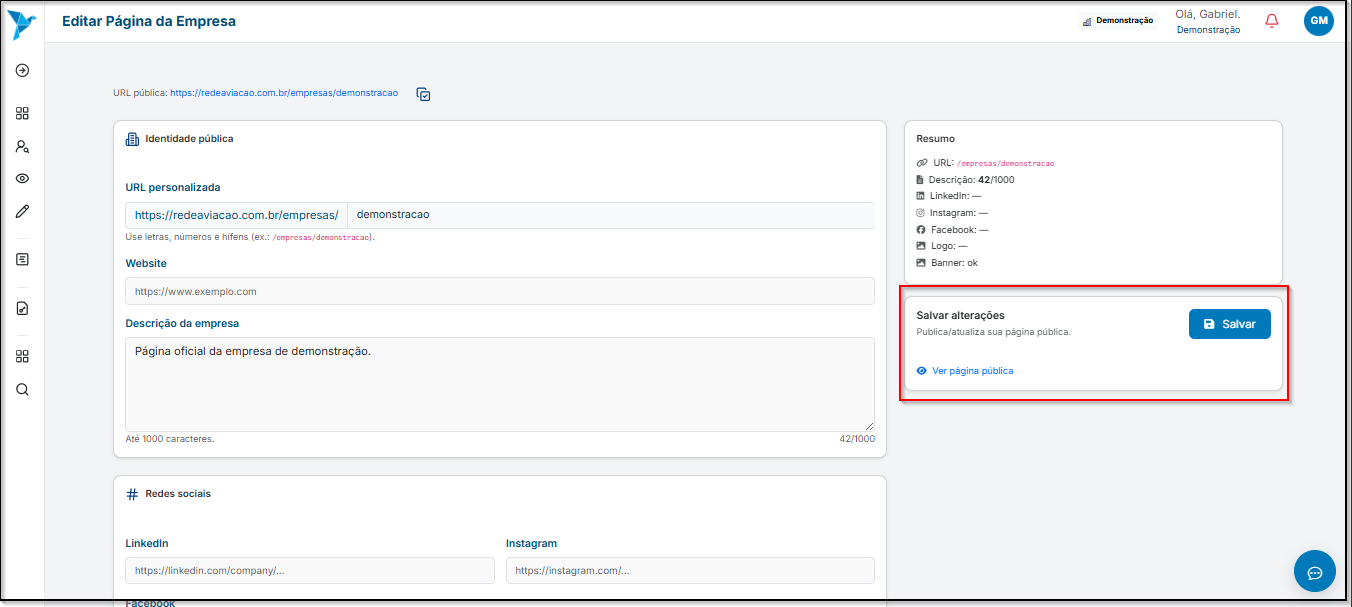 Editar Página da Empresa
Demonstração
Olá, Gabriel.
Demonstração
GM
URL pública: https://redeaviacao.com.br/empresas/demonstracao
Identidade pública
URL personalizada
https://redeaviacao.com.br/empresas/ demonstracao
Use letras, números e hífens (ex.: /empresas/demonstracao).
Website
https://www.exemplo.com
Descrição da empresa
Página oficial da empresa de demonstração.
Até 1000 caracteres.
42/1000
Redes sociais
LinkedIn
Instagram
https://linkedin.com/company/...
https://instagram.com/...
Facebook
Resumo
URL: /empresas/demonstracao
Descrição: 42/1000
LinkedIn: —
Instagram: —
Facebook: —
Logo: —
Banner: ok
Salvar alterações
Publica/atualiza sua página pública.
Salvar
Ver página pública